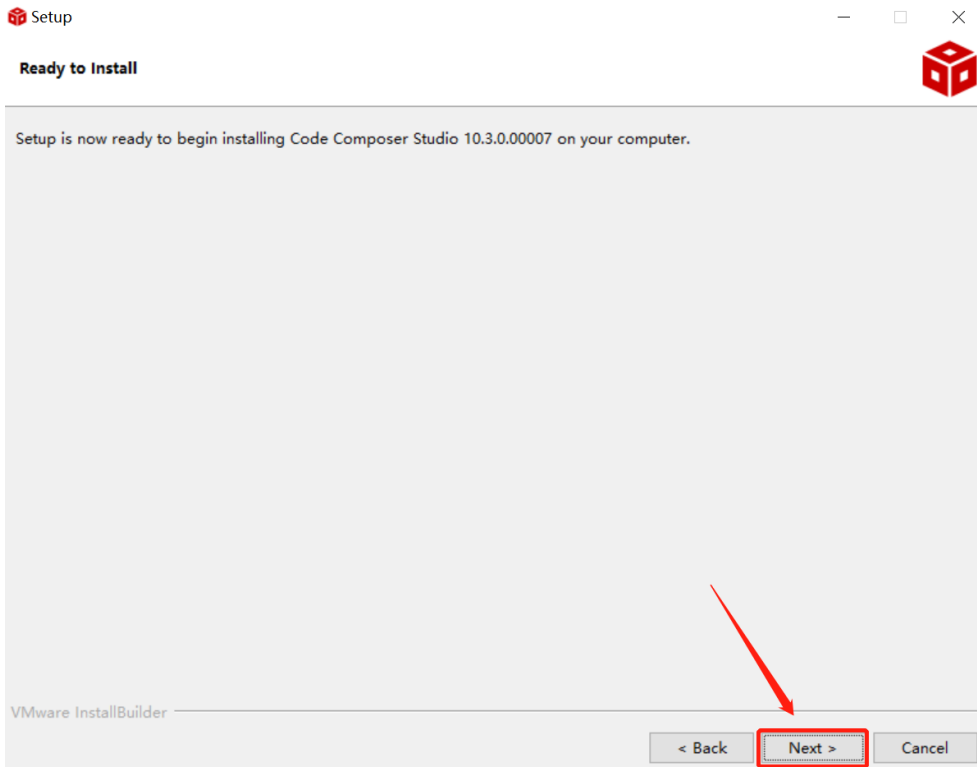 Setup
Ready to Install
Setup is now ready to begin installing Code Composer Studio 10.3.0.00007 on your computer.
VMware InstallBuilder
< Back
Next >
Cancel